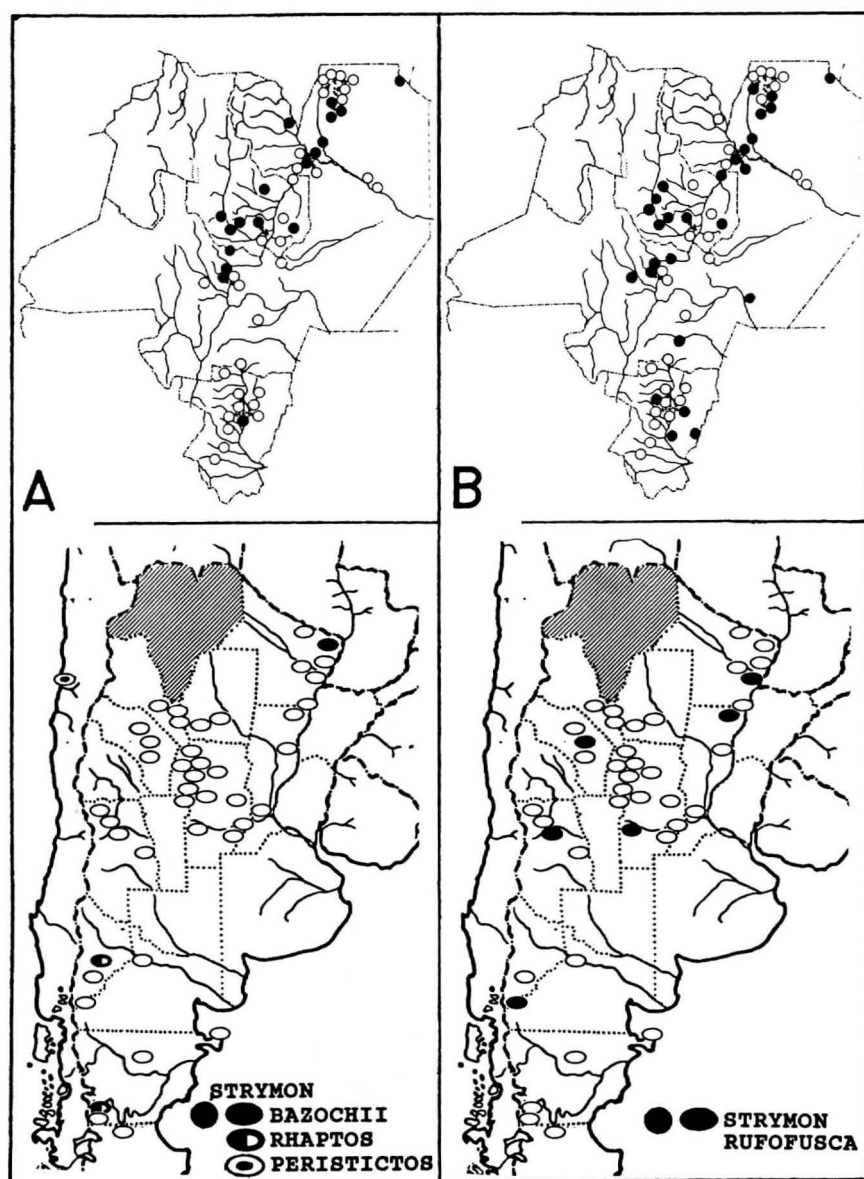 A
B
STRYMON
BAZOCHII
RHAPTOS
PERISTICTOS
STRYMON
RUFOFUSCA